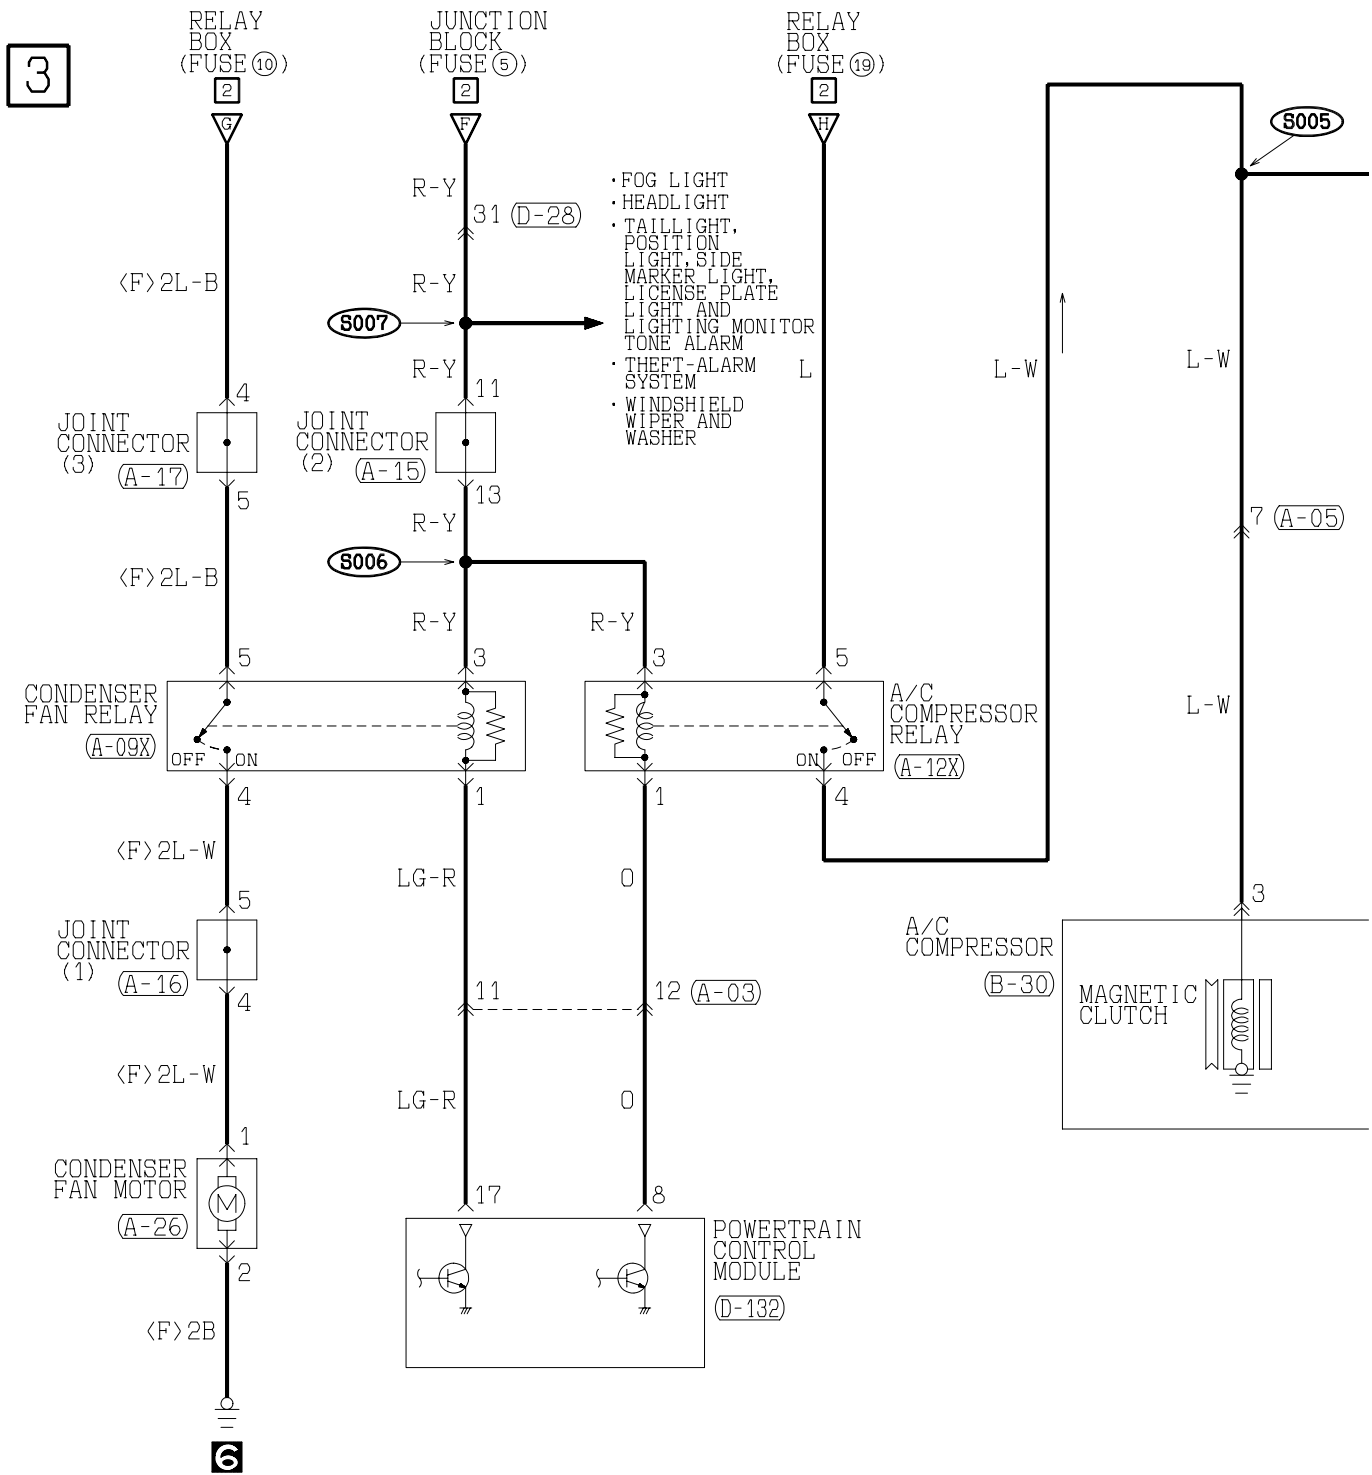 3
RELAY
BOX
(FUSE ⑩)
2
G
JUNCTION
BLOCK
(FUSE ⑤)
2
F
RELAY
BOX
(FUSE ⑲)
2
H
S005
R-Y
31 (D-28)
・FOG LIGHT
・HEADLIGHT
・TAILLIGHT,
POSITION
LIGHT, SIDE
MARKER LIGHT,
LICENSE PLATE
LIGHT AND
LIGHTING MONITOR
TONE ALARM
・THEFT-ALARM
SYSTEM
・WINDSHIELD
WIPER AND
WASHER
<F>2L-B
R-Y
S007
R-Y
L
L-W
L-W
4
11
JOINT
CONNECTOR
(3)
(A-17)
JOINT
CONNECTOR
(2)
(A-15)
5
13
R-Y
7 (A-05)
S006
<F>2L-B
R-Y
R-Y
5
3
3
5
CONDENSER
FAN RELAY
(A-09X)
OFF
ON
A/C
COMPRESSOR
RELAY
(A-12X)
ON
OFF
L-W
4
1
1
4
<F>2L-W
LG-R
O
5
3
JOINT
CONNECTOR
(1)
(A-16)
A/C
COMPRESSOR
(B-30)
MAGNETIC
CLUTCH
4
11
12 (A-03)
<F>2L-W
LG-R
O
1
CONDENSER
FAN MOTOR
(A-26)
M
17
8
POWERTRAIN
CONTROL
MODULE
(D-132)
2
<F>2B
6